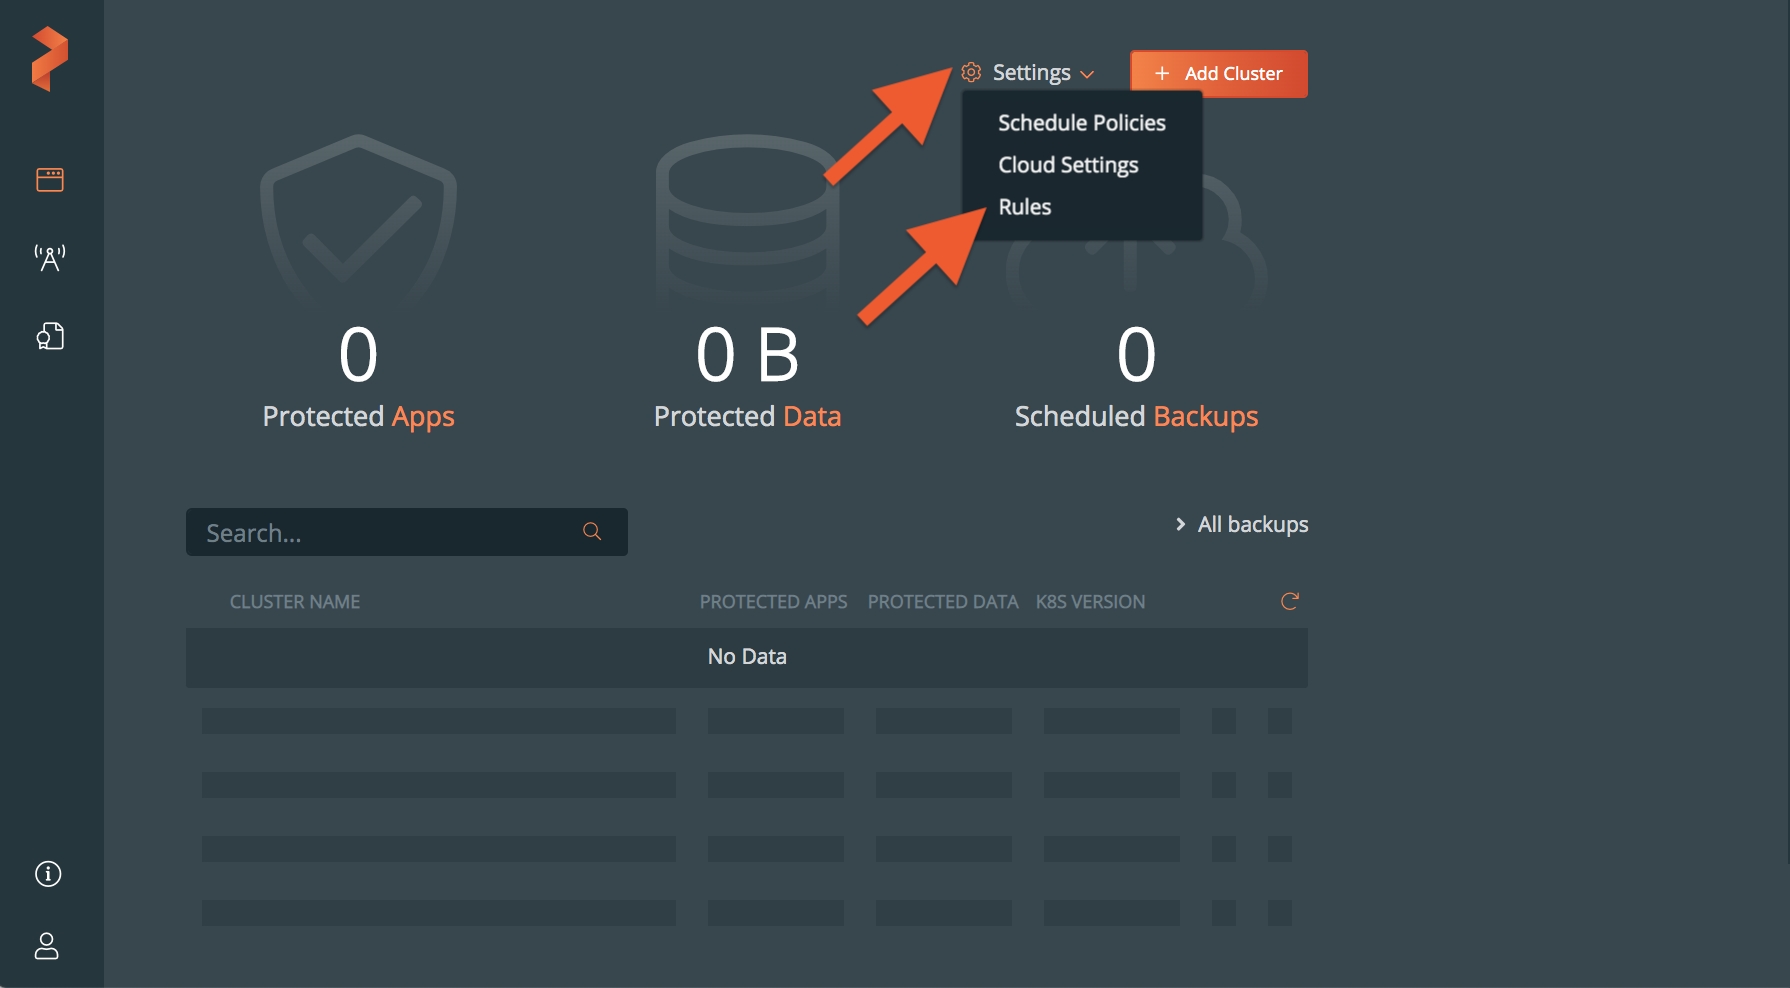 Settings
+ Add Cluster
Schedule Policies
Cloud Settings
Rules
0
Protected Apps
0 B
Protected Data
0
Scheduled Backups
Search...
All backups
CLUSTER NAME
PROTECTED APPS
PROTECTED DATA
K8S VERSION
No Data